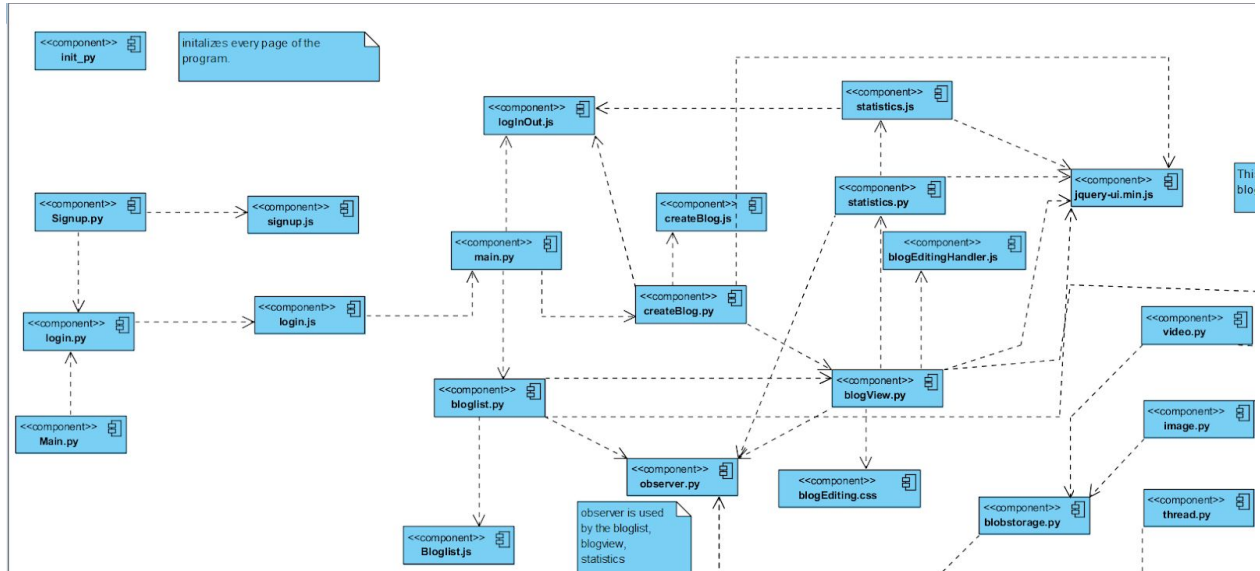 <<component>>
init_py
initalizes every page of the
program.
<<component>>
logInOut.js
<<component>>
statistics.js
<<component>>
jquery-ui.min.js
This
<<component>>
Signup.py
<<component>>
signup.js
<<component>>
createBlog.js
<<component>>
statistics.py
<<component>>
main.py
<<component>>
blogEditingHandler.js
<<component>>
login.py
<<component>>
login.js
<<component>>
createBlog.py
<<component>>
video.py
<<component>>
bloglist.py
<<component>>
blogView.py
<<component>>
Main.py
<<component>>
image.py
<<component>>
observer.py
<<component>>
blogEditing.css
<<component>>
blobstorage.py
<<component>>
thread.py
observer is used
by the bloglist,
blogview,
statistics
<<component>>
Bloglist.js